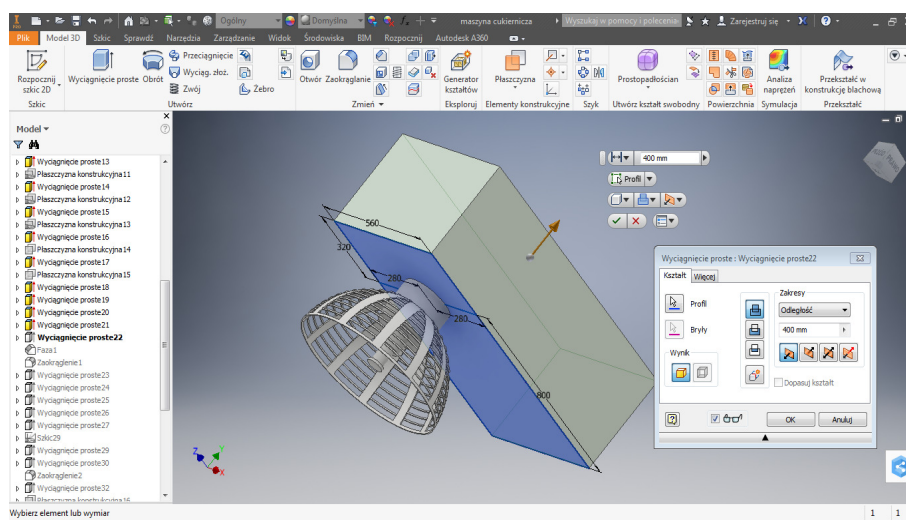 Ogólny
Domyślna
maszyna cukiernicza
Wyszukaj w pomocy i polecenia
Zarejestruj się
Plik Model 3D Szkic Sprawdź Narzędzia Zarządzanie Widok Środowiska BIM Rozpocznij Autodesk A360
Przeciągnięcie
Wyciąg. złoż.
Zwój
Żebro
Rozpocznij
szkic 2D
Wyciągnięcie proste
Obrót
Otwór
Zaokrąglanie
Generator
kształtów
Płaszczyzna
Prostopadłościan
Analiza
naprężeń
Przekształć w
konstrukcję blachową
Szkic Utwórz Zmień Eksploruj Elementy konstrukcyjne Szyk Utwórz kształt swobodny Powierzchnia Symulacja Przekształć
Model
Wyciągnięcie proste13
Płaszczyzna konstrukcyjna11
Wyciągnięcie proste14
Płaszczyzna konstrukcyjna12
Wyciągnięcie proste15
Płaszczyzna konstrukcyjna13
Wyciągnięcie proste16
Płaszczyzna konstrukcyjna14
Wyciągnięcie proste17
Płaszczyzna konstrukcyjna15
Wyciągnięcie proste18
Wyciągnięcie proste19
Wyciągnięcie proste20
Wyciągnięcie proste21
Wyciągnięcie proste22
Faza1
Zaokrąglenie1
Wyciągnięcie proste23
Wyciągnięcie proste24
Wyciągnięcie proste25
Wyciągnięcie proste26
Wyciągnięcie proste27
Szkic29
Wyciągnięcie proste29
Wyciągnięcie proste30
Zaokrąglenie2
Wyciągnięcie proste32
Płaszczyzna konstrukcyjna16
560
320
280
280
800
400 mm
Profil
Wyciągnięcie proste : Wyciągnięcie proste22
Kształt Więcej
Profil
Bryły
Wynik
Zakresy
Odległość
400 mm
Dopasuj kształt
OK Anuluj
Z
Y
X
Wybierz element lub wymiar
1 1